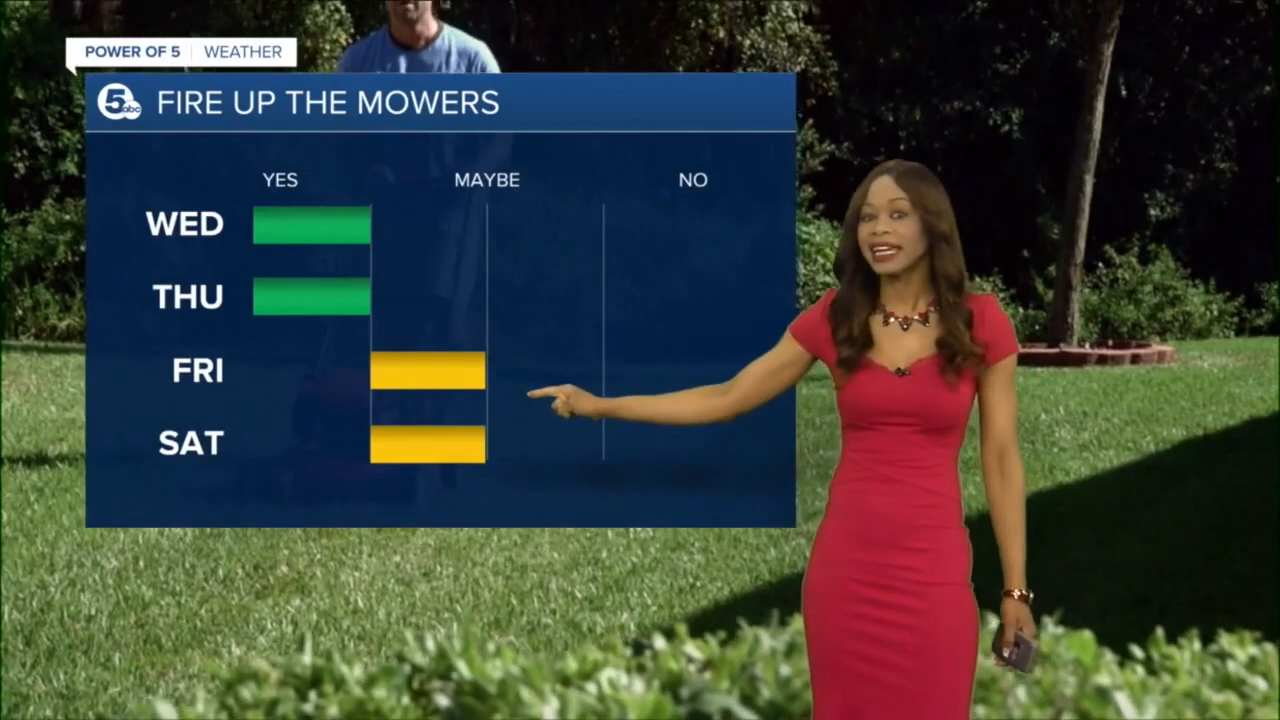 POWER OF 5 | WEATHER
5 abc FIRE UP THE MOWERS
YES MAYBE NO
WED
THU
FRI
SAT